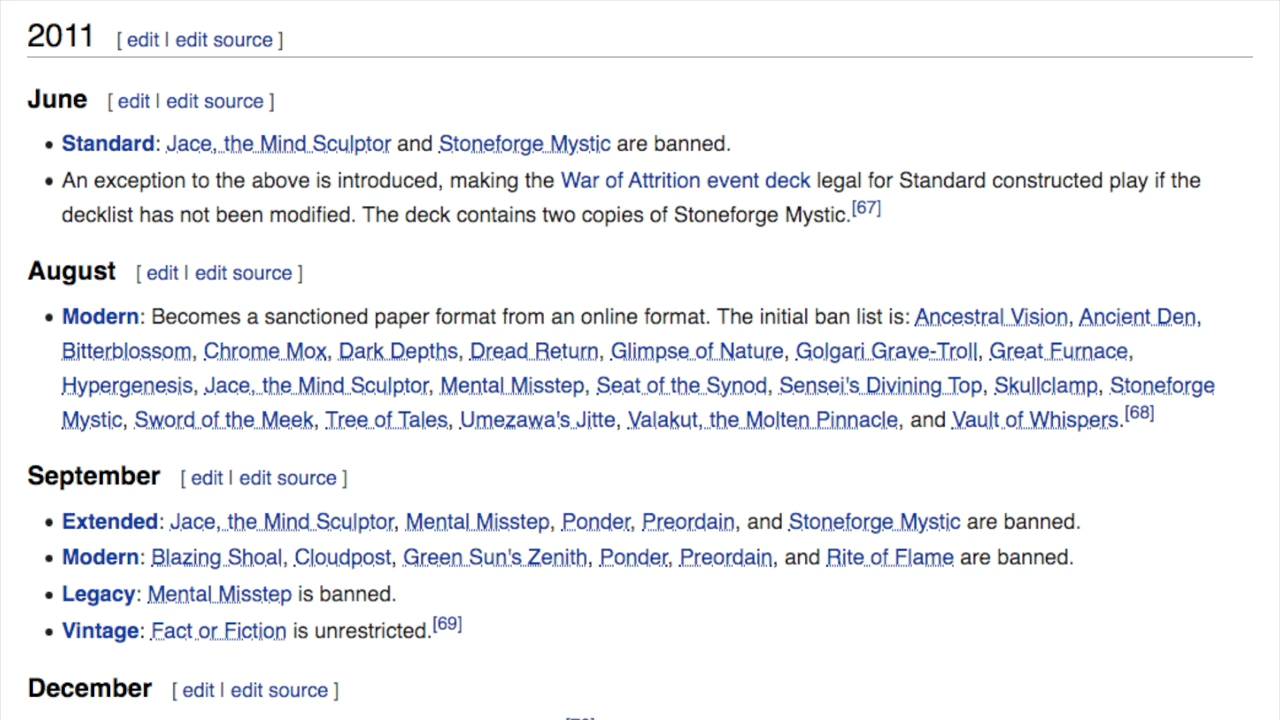 2011 [ edit | edit source ]
June [ edit | edit source ]
• Standard: Jace, the Mind Sculptor and Stoneforge Mystic are banned.
• An exception to the above is introduced, making the War of Attrition event deck legal for Standard constructed play if the
decklist has not been modified. The deck contains two copies of Stoneforge Mystic.[67]
August [ edit | edit source ]
• Modern: Becomes a sanctioned paper format from an online format. The initial ban list is: Ancestral Vision, Ancient Den,
Bitterblossom, Chrome Mox, Dark Depths, Dread Return, Glimpse of Nature, Golgari Grave-Troll, Great Furnace,
Hypergenesis, Jace, the Mind Sculptor, Mental Misstep, Seat of the Synod, Sensei's Divining Top, Skullclamp, Stoneforge
Mystic, Sword of the Meek, Tree of Tales, Umezawa's Jitte, Valakut, the Molten Pinnacle, and Vault of Whispers.[68]
September [ edit | edit source ]
• Extended: Jace, the Mind Sculptor, Mental Misstep, Ponder, Preordain, and Stoneforge Mystic are banned.
• Modern: Blazing Shoal, Cloudpost, Green Sun's Zenith, Ponder, Preordain, and Rite of Flame are banned.
• Legacy: Mental Misstep is banned.
• Vintage: Fact or Fiction is unrestricted.[69]
December [ edit | edit source ]